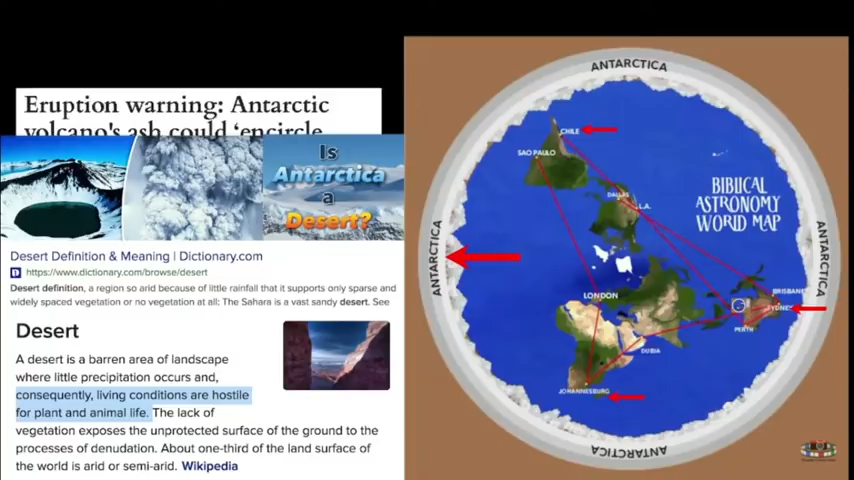 Eruption warning: Antarctic
volcano's ash could 'encircle
Is
Antarctica
a
Desert?
Desert Definition & Meaning | Dictionary.com
https://www.dictionary.com/browse/desert
Desert definition, a region so arid because of little rainfall that it supports only sparse and
widely spaced vegetation or no vegetation at all: The Sahara is a vast sandy desert. See
Desert
A desert is a barren area of landscape
where little precipitation occurs and,
consequently, living conditions are hostile
for plant and animal life. The lack of
vegetation exposes the unprotected surface of the ground to the
processes of denudation. About one-third of the land surface of
the world is arid or semi-arid. Wikipedia
ANTARCTICA
CHILE
SAO PAULO
DALLAS
L.A.
BIBLICAL
ASTRONOMY
WORLD MAP
ANTARCTICA
ANTARCTICA
LONDON
BRISBANE
SYDNEY
PERTH
DUBIA
JOHANNESBURG
ANTARCTICA